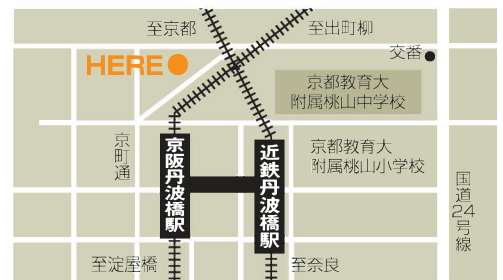 至京都
至出町柳
HERE
交番
京都教育大
附属桃山中学校
京町通
京阪丹波橋駅
近鉄丹波橋駅
京都教育大
附属桃山小学校
国道24号線
至淀屋橋
至奈良